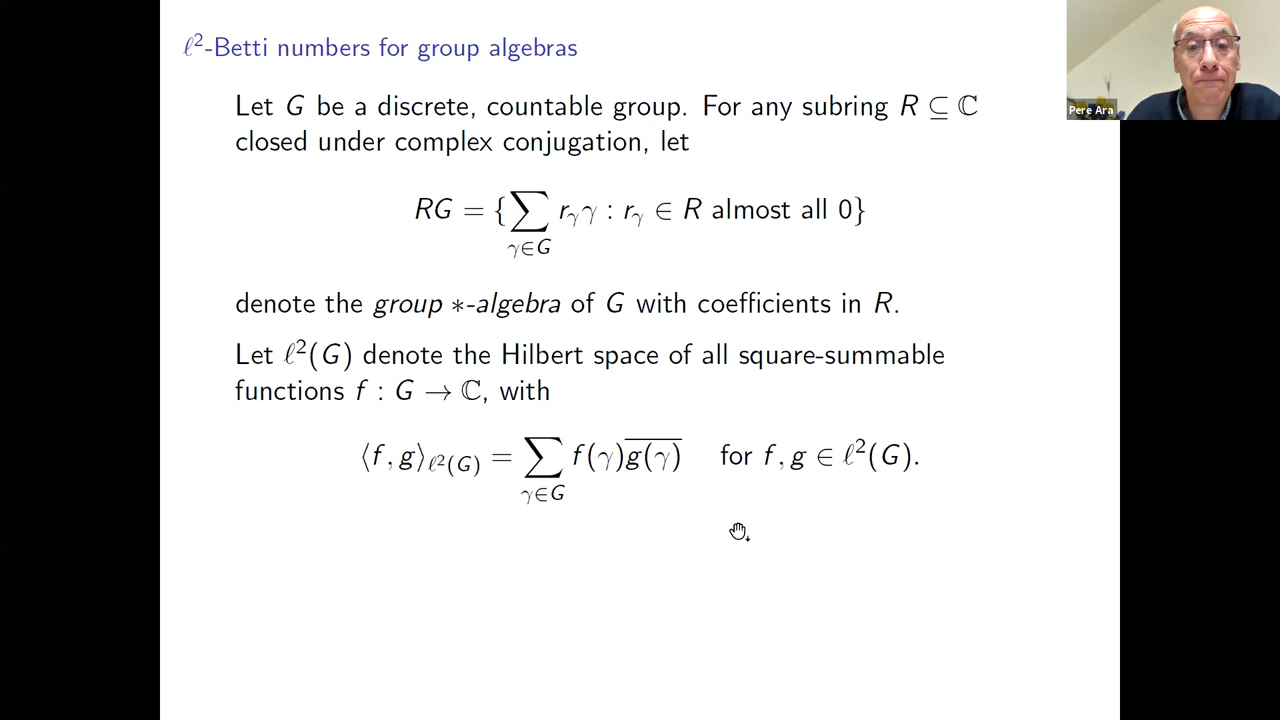 ℓ²-Betti numbers for group algebras
Let G be a discrete, countable group. For any subring R ⊆ ℂ
closed under complex conjugation, let
RG = {∑_{γ∈G} r_γ γ : r_γ ∈ R almost all 0}
denote the group ∗-algebra of G with coefficients in R.
Let ℓ²(G) denote the Hilbert space of all square-summable
functions f : G → ℂ, with
⟨f, g⟩_{ℓ²(G)} = ∑_{γ∈G} f(γ)\overline{g(γ)} for f, g ∈ ℓ²(G).
Pere Ara